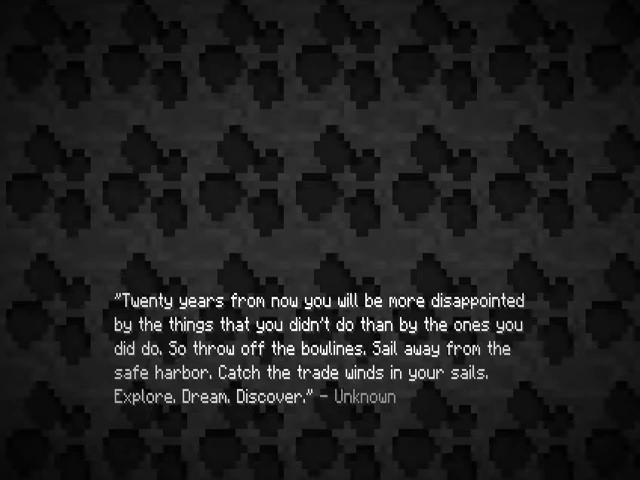 "Twenty years from now you will be more disappointed
by the things that you didn't do than by the ones you
did do. So throw off the bowlines. Sail away from the
safe harbor. Catch the trade winds in your sails.
Explore. Dream. Discover." - Unknown